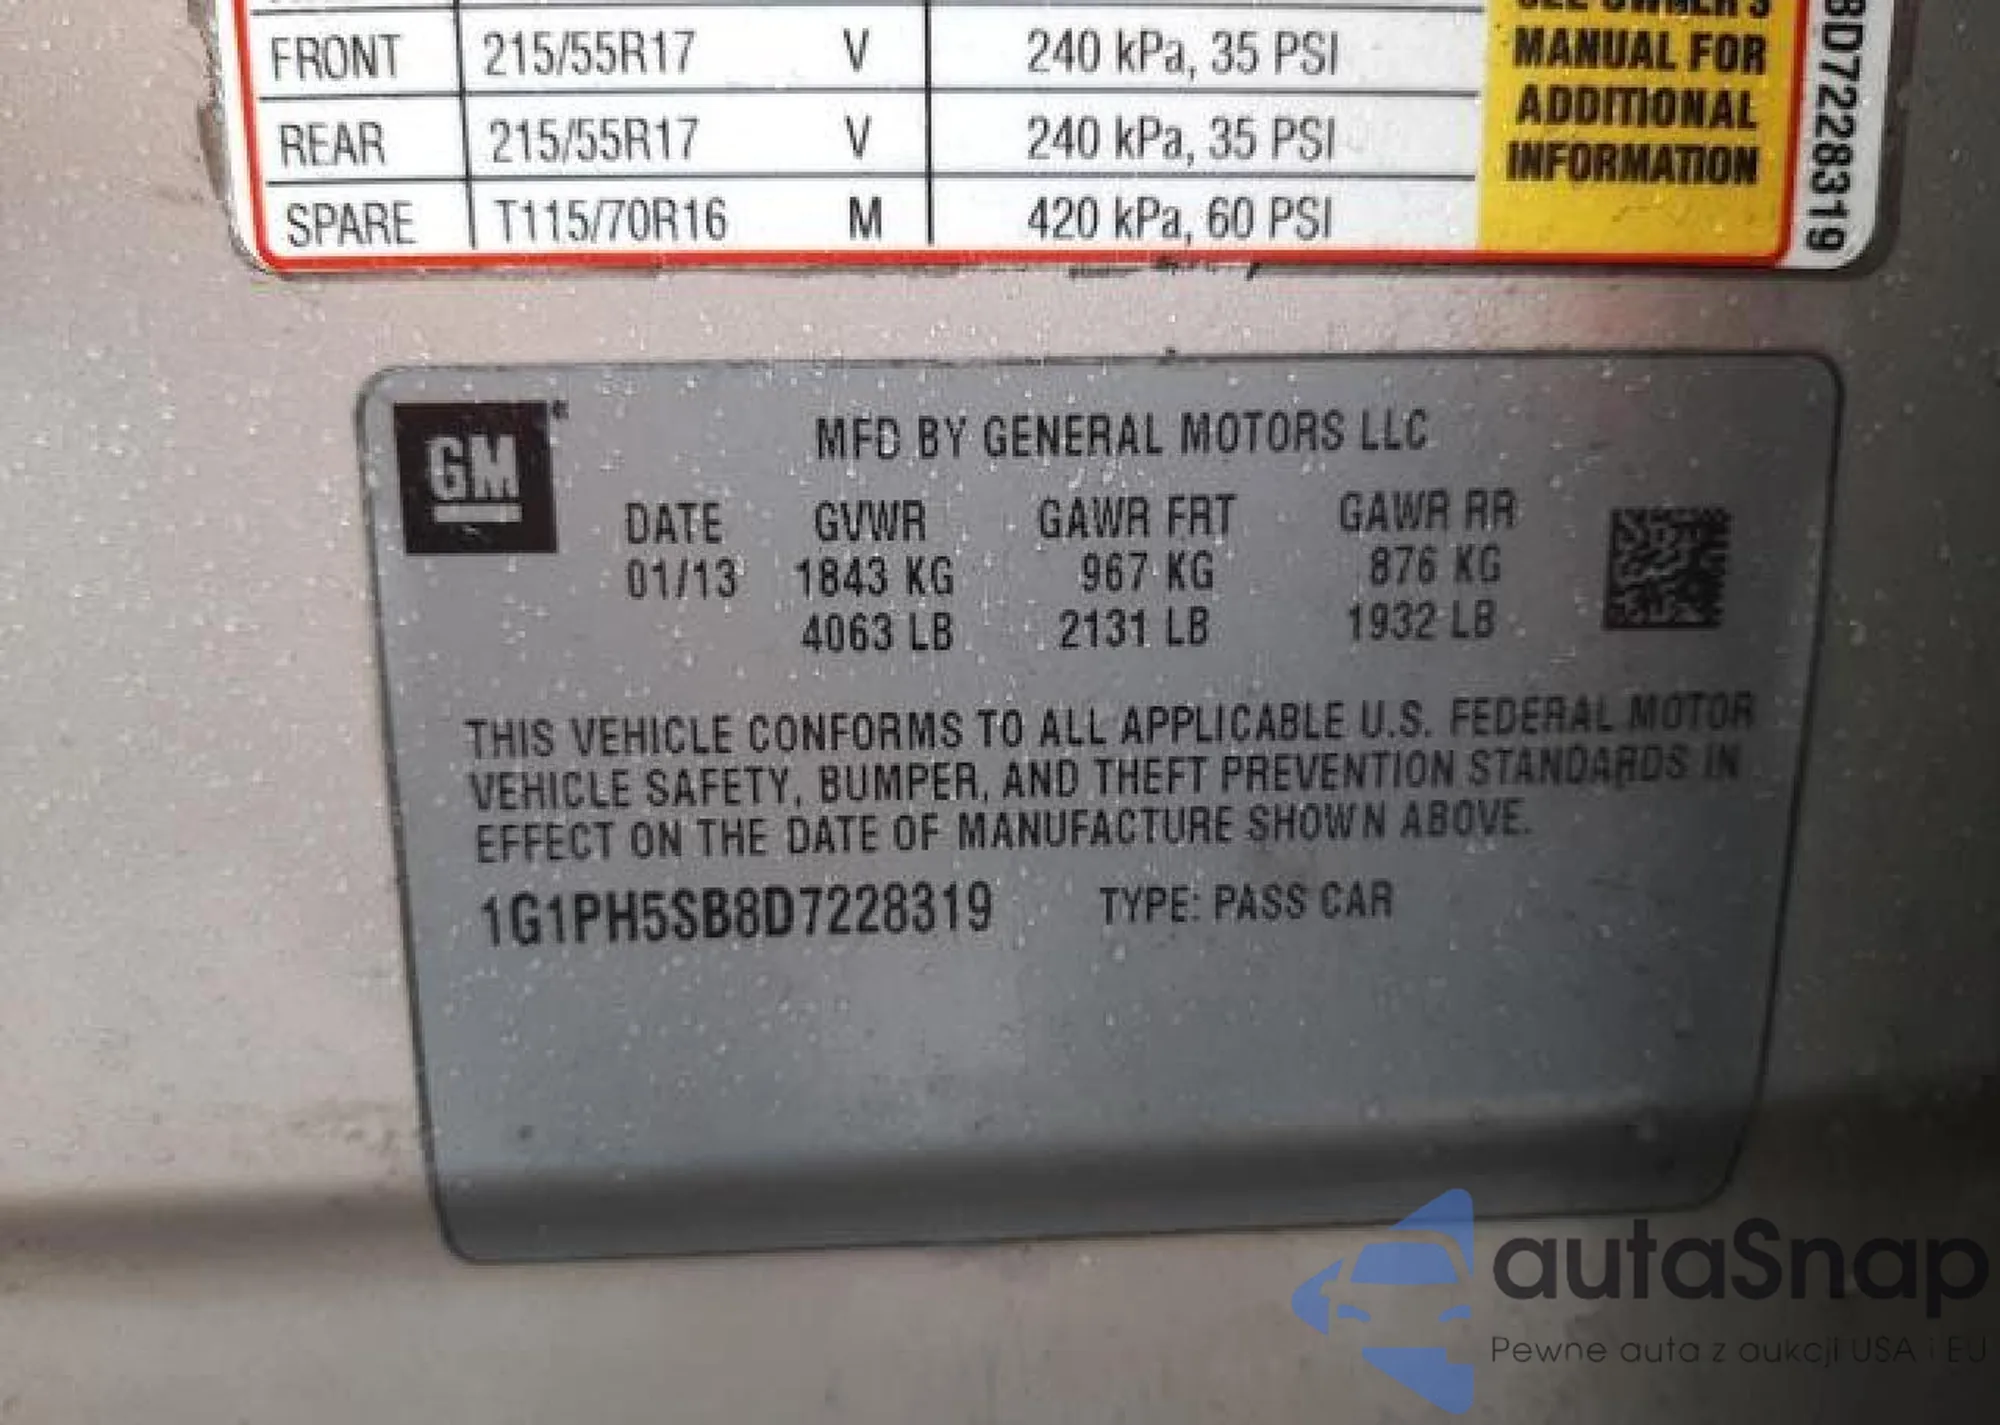 FRONT 215/55R17 V 240 kPa, 35 PSI
REAR 215/55R17 V 240 kPa, 35 PSI
SPARE T115/70R16 M 420 kPa, 60 PSI
SEE OWNER'S
MANUAL FOR
ADDITIONAL
INFORMATION
8D7228319
GM®
MFD BY GENERAL MOTORS LLC
DATE GVWR GAWR FRT GAWR RR
01/13 1843 KG 967 KG 876 KG
4063 LB 2131 LB 1932 LB
THIS VEHICLE CONFORMS TO ALL APPLICABLE U.S. FEDERAL MOTOR
VEHICLE SAFETY, BUMPER, AND THEFT PREVENTION STANDARDS IN
EFFECT ON THE DATE OF MANUFACTURE SHOWN ABOVE.
1G1PH5SB8D7228319 TYPE: PASS CAR
autaSnap
Pewne auta z aukcji USA i EU